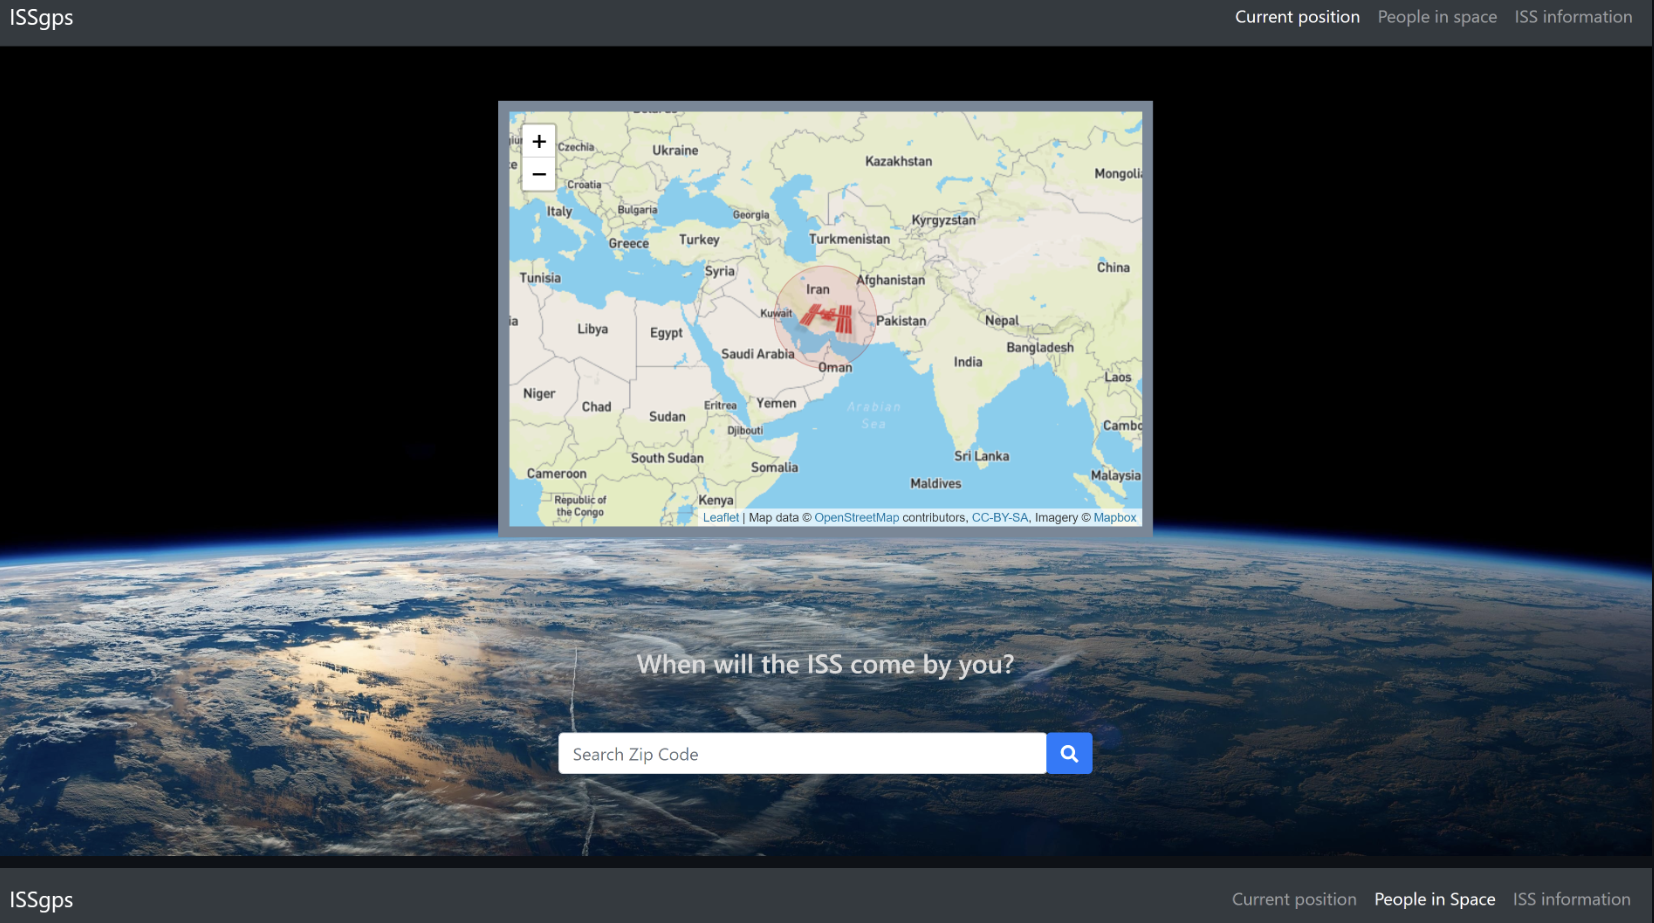 ISSgps
Current position People in space ISS information
+
−
Czechia
Ukraine
Kazakhstan
Mongolia
Croatia
Italy
Bulgaria
Georgia
Kyrgyzstan
Greece
Turkey
Turkmenistan
Syria
China
Tunisia
Iran
Afghanistan
Kuwait
Libya
Egypt
Pakistan
Nepal
Saudi Arabia
Bangladesh
India
Oman
Laos
Niger
Chad
Sudan
Eritrea
Yemen
Arabian
Sea
Djibouti
Cambo
South Sudan
Somalia
Sri Lanka
Cameroon
Maldives
Malaysia
Republic of
the Congo
Kenya
Leaflet | Map data © OpenStreetMap contributors, CC-BY-SA, Imagery © Mapbox
When will the ISS come by you?
Search Zip Code
ISSgps
Current position People in Space ISS information